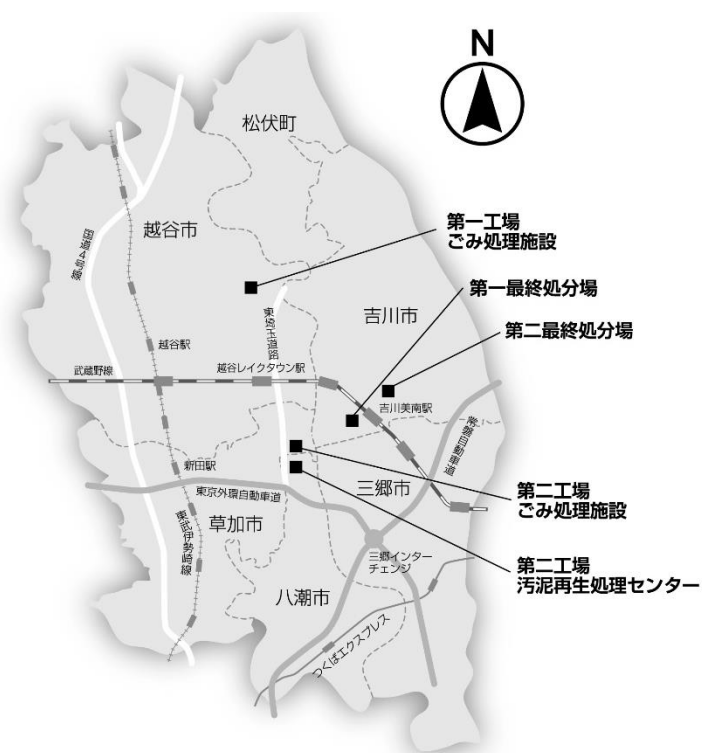 N
松伏町
越谷市
国道4号線
第一工場
ごみ処理施設
第一最終処分場
吉川市
東埼玉道路
第二最終処分場
越谷駅
越谷レイクタウン駅
武蔵野線
吉川美南駅
常磐自動車道
新田駅
三郷市
第二工場
ごみ処理施設
東京外環自動車道
草加市
東武伊勢崎線
三郷インター
チェンジ
第二工場
汚泥再生処理センター
八潮市
つくばエクスプレス